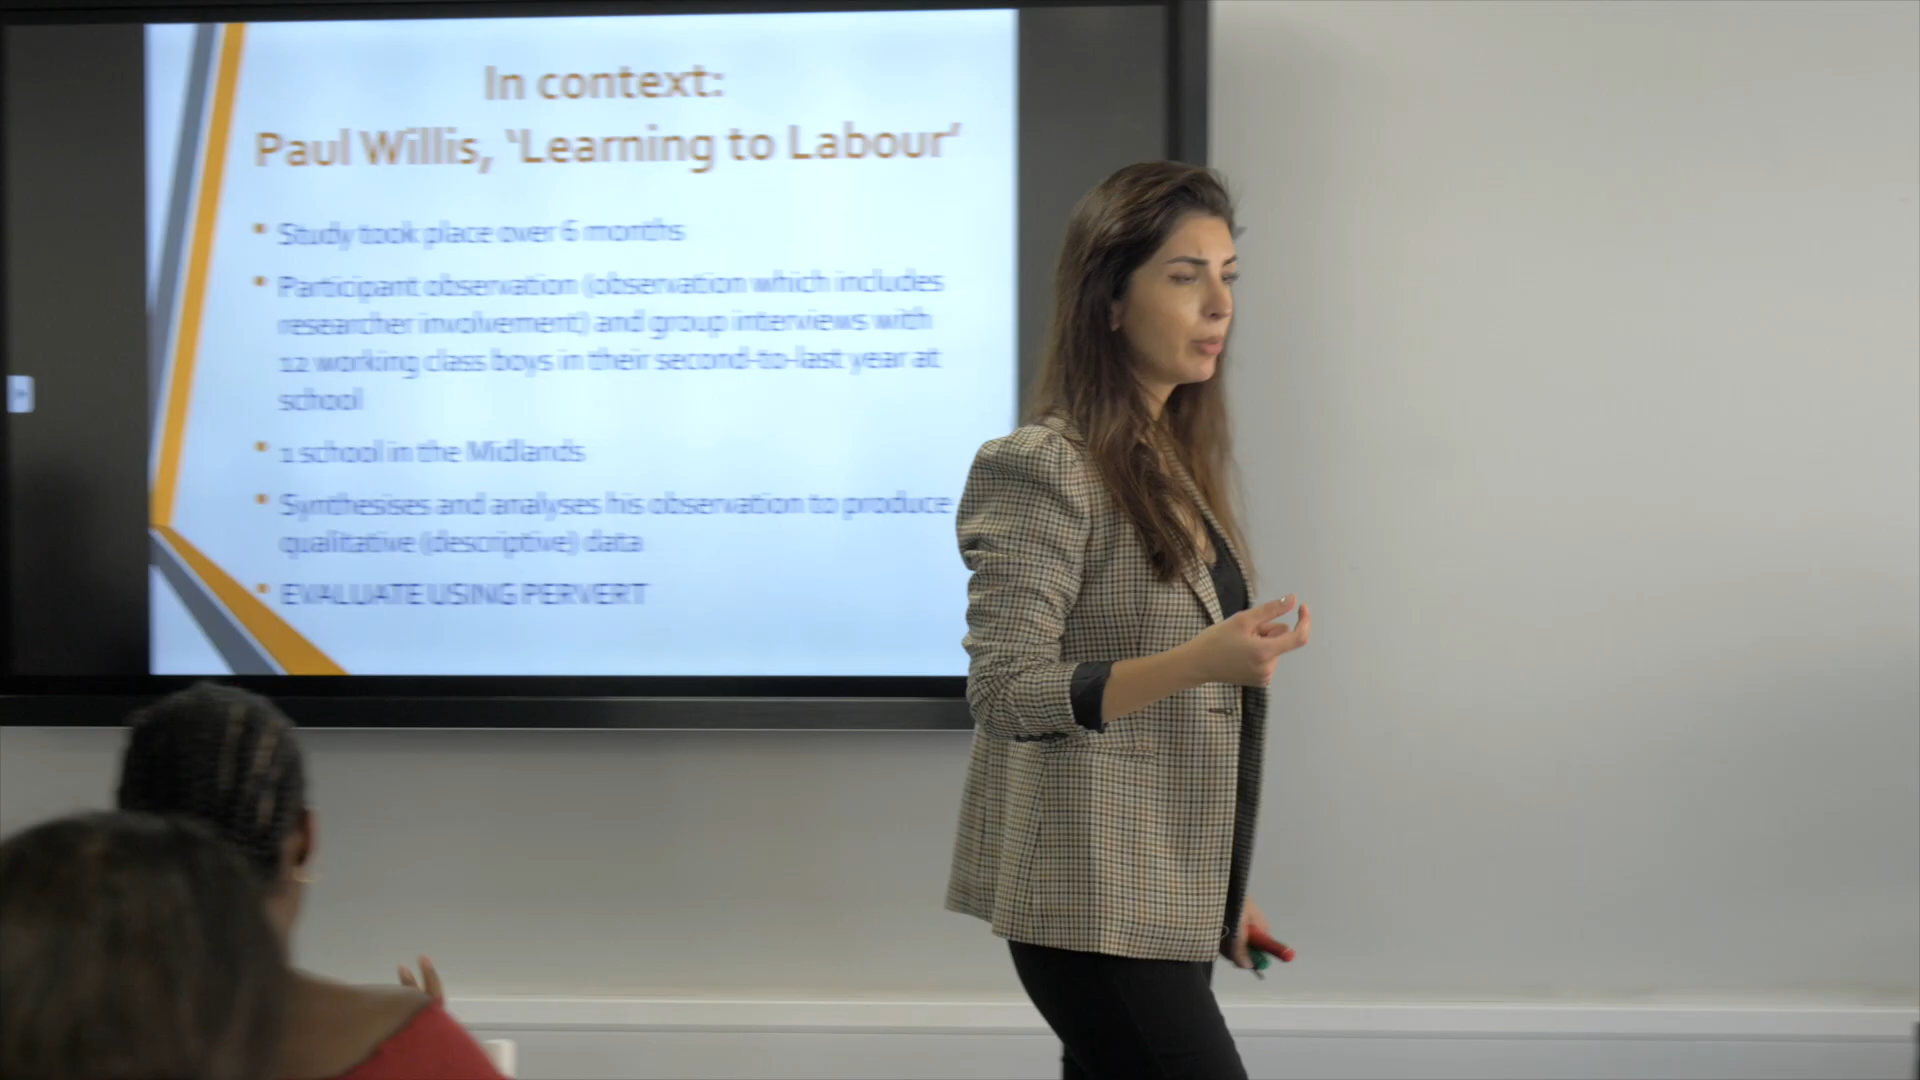 In context:
Paul Willis, ‘Learning to Labour’
• Study took place over 6 months
• Participant observation (observation which includes
researcher involvement) and group interviews with
12 working class boys in their second-to-last year at
school
• 1 school in the Midlands
• Synthesises and analyses his observation to produce
qualitative (descriptive) data
• EVALUATE USING PERVERT